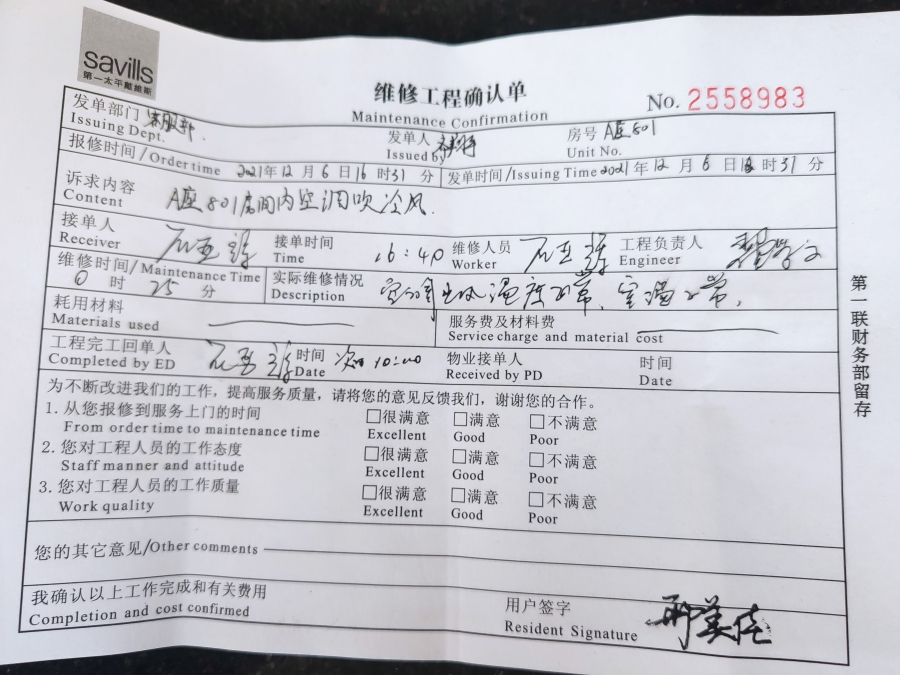 savills
第一太平戴維斯
维修工程确认单
Maintenance Confirmation
No. 2558983
发单部门 客服部.
Issuing Dept.
发单人
Issued by
房号 A座801
Unit No.
报修时间/Order time 2021年12月6日16时31分
发单时间/Issuing Time 2021年12月6日 时31分
诉求内容 A座801房间内空调吹冷风.
Content
接单人
Receiver
接单时间 16:40
Time
维修人员
Worker
工程负责人
Engineer
维修时间/Maintenance Time
0时25分
实际维修情况
Description 温度正常,室温正常,
耗用材料
Materials used
服务费及材料费
Service charge and material cost
工程完工回单人
Completed by ED
时间 10:00
Date
物业接单人
Received by PD
时间
Date
为不断改进我们的工作，提高服务质量，请将您的意见反馈我们，谢谢您的合作。
1. 从您报修到服务上门的时间 □很满意 □满意 □不满意
From order time to maintenance time Excellent Good Poor
2. 您对工程人员的工作态度 □很满意 □满意 □不满意
Staff manner and attitude Excellent Good Poor
3. 您对工程人员的工作质量 □很满意 □满意 □不满意
Work quality Excellent Good Poor
您的其它意见/Other comments
我确认以上工作完成和有关费用
Completion and cost confirmed
用户签字 邢美佳
Resident Signature
第一联财务部留存